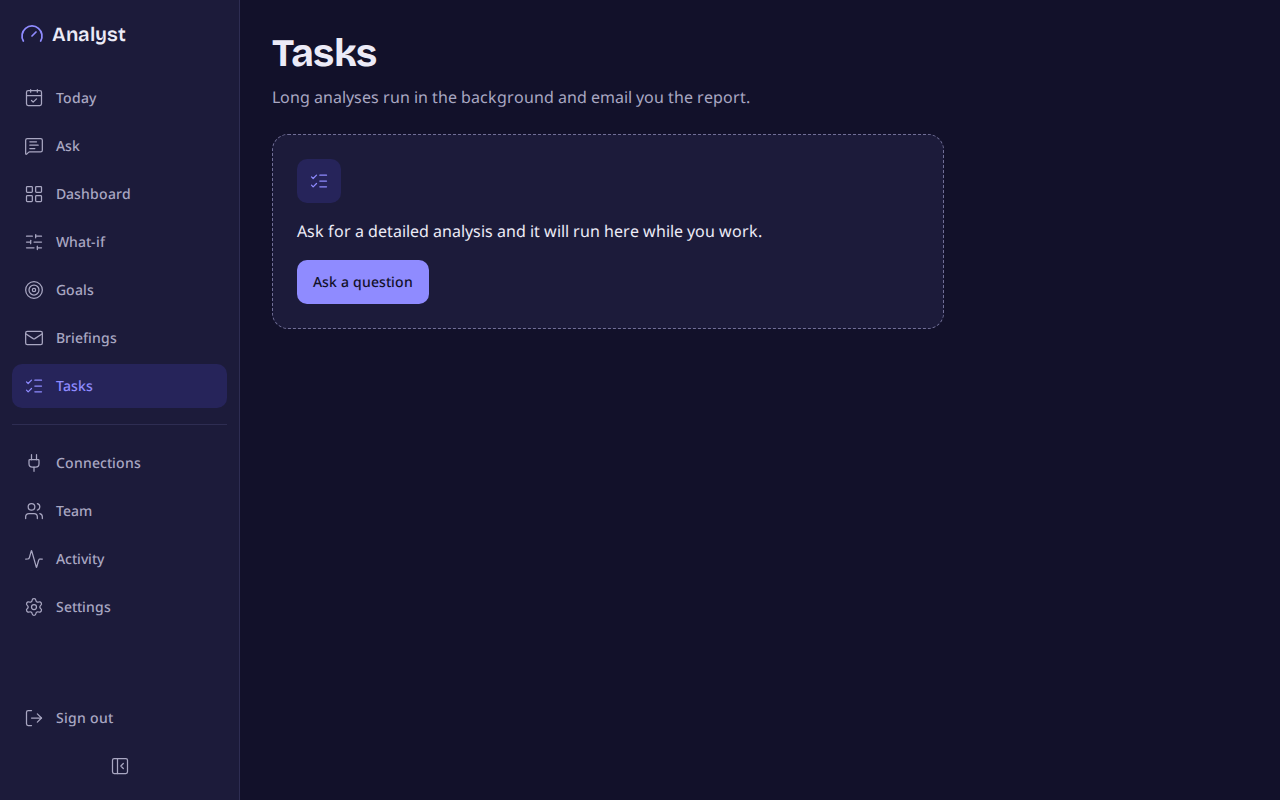 Analyst
Today
Ask
Dashboard
What-if
Goals
Briefings
Tasks
Connections
Team
Activity
Settings
Sign out
Tasks
Long analyses run in the background and email you the report.
Ask for a detailed analysis and it will run here while you work.
Ask a question